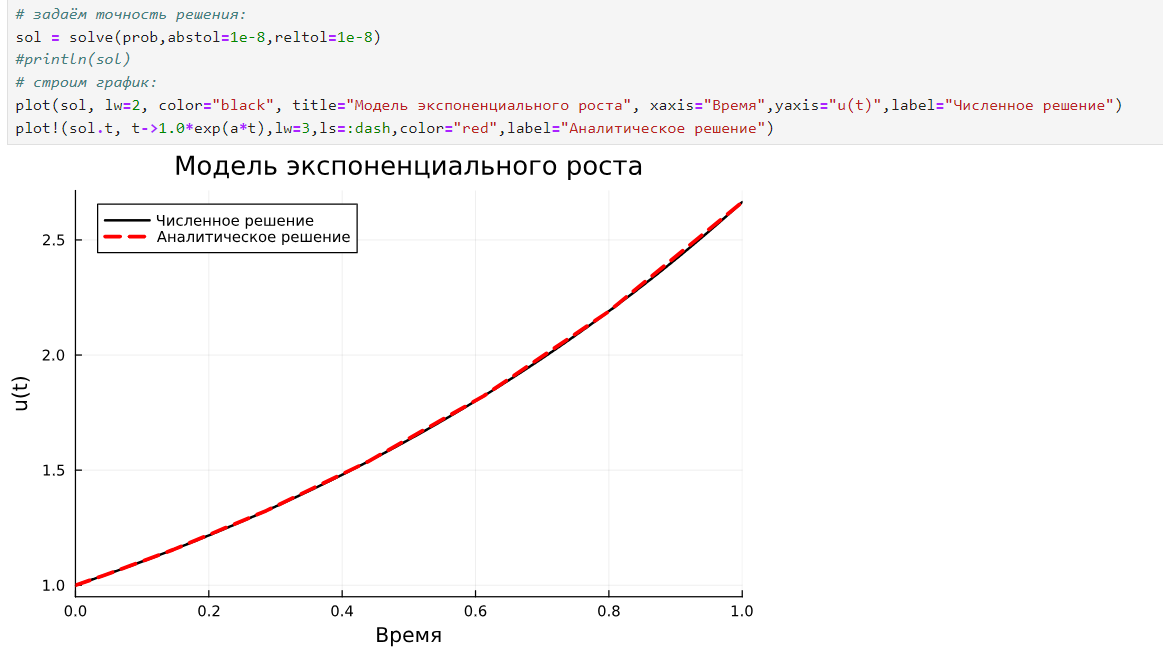 # задаём точность решения:
sol = solve(prob,abstol=1e-8,reltol=1e-8)
#println(sol)
# строим график:
plot(sol, lw=2, color="black", title="Модель экспоненциального роста", xaxis="Время",yaxis="u(t)",label="Численное решение")
plot!(sol.t, t->1.0*exp(a*t),lw=3,ls=:dash,color="red",label="Аналитическое решение")
Модель экспоненциального роста
Численное решение
Аналитическое решение
2.5
2.0
1.5
1.0
u(t)
0.0 0.2 0.4 0.6 0.8 1.0
Время